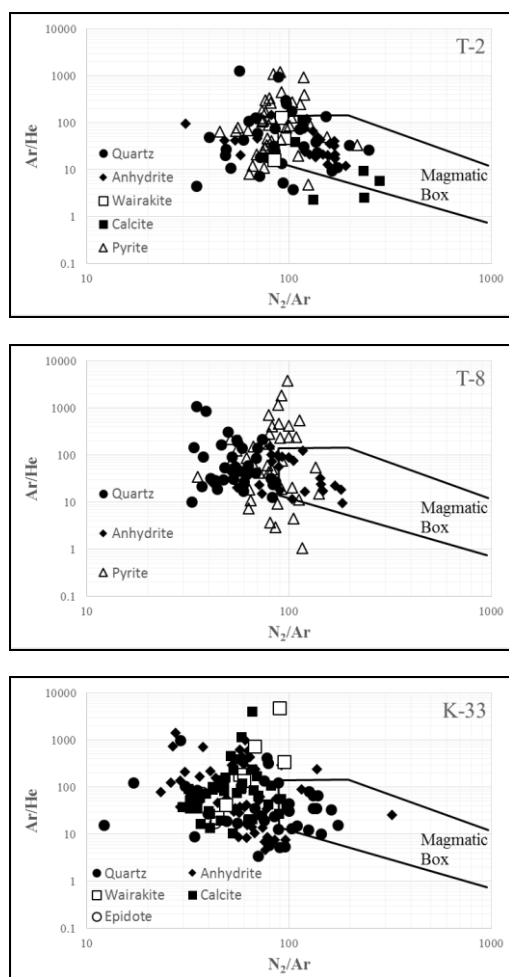 T-2
10000
1000
100
10
1
0.1
Ar/He
Quartz
Anhydrite
Wairakite
Calcite
Pyrite
Magmatic
Box
10 100 1000
N₂/Ar
T-8
10000
1000
100
10
1
0.1
Ar/He
Quartz
Anhydrite
Pyrite
Magmatic
Box
10 100 1000
N₂/Ar
K-33
10000
1000
100
10
1
0.1
Ar/He
Quartz Anhydrite
Wairakite Calcite
Epidote
Magmatic
Box
10 100 1000
N₂/Ar